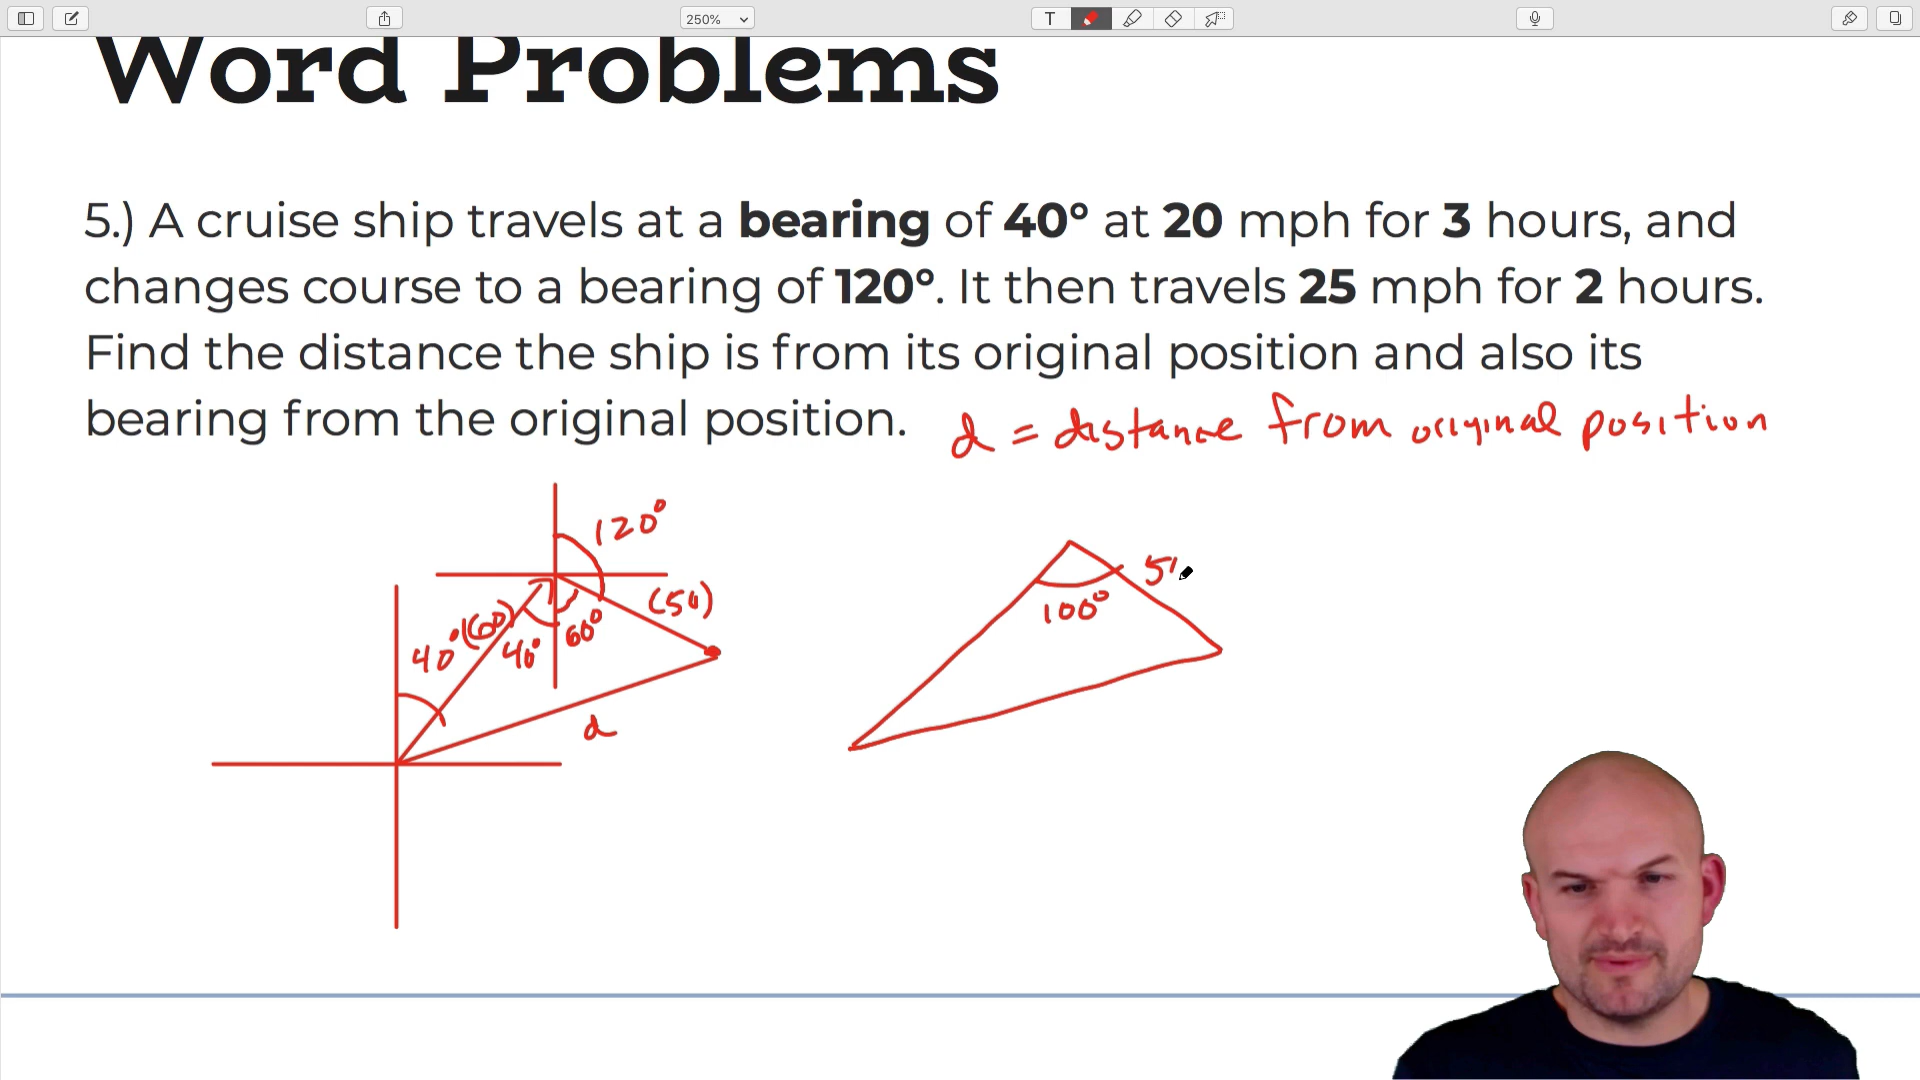 250%
T
Word Problems
5.) A cruise ship travels at a bearing of 40° at 20 mph for 3 hours, and
changes course to a bearing of 120°. It then travels 25 mph for 2 hours.
Find the distance the ship is from its original position and also its
bearing from the original position.
d = distance from original position
120°
(50)
(60)
40°
40°
60°
d
5
100°